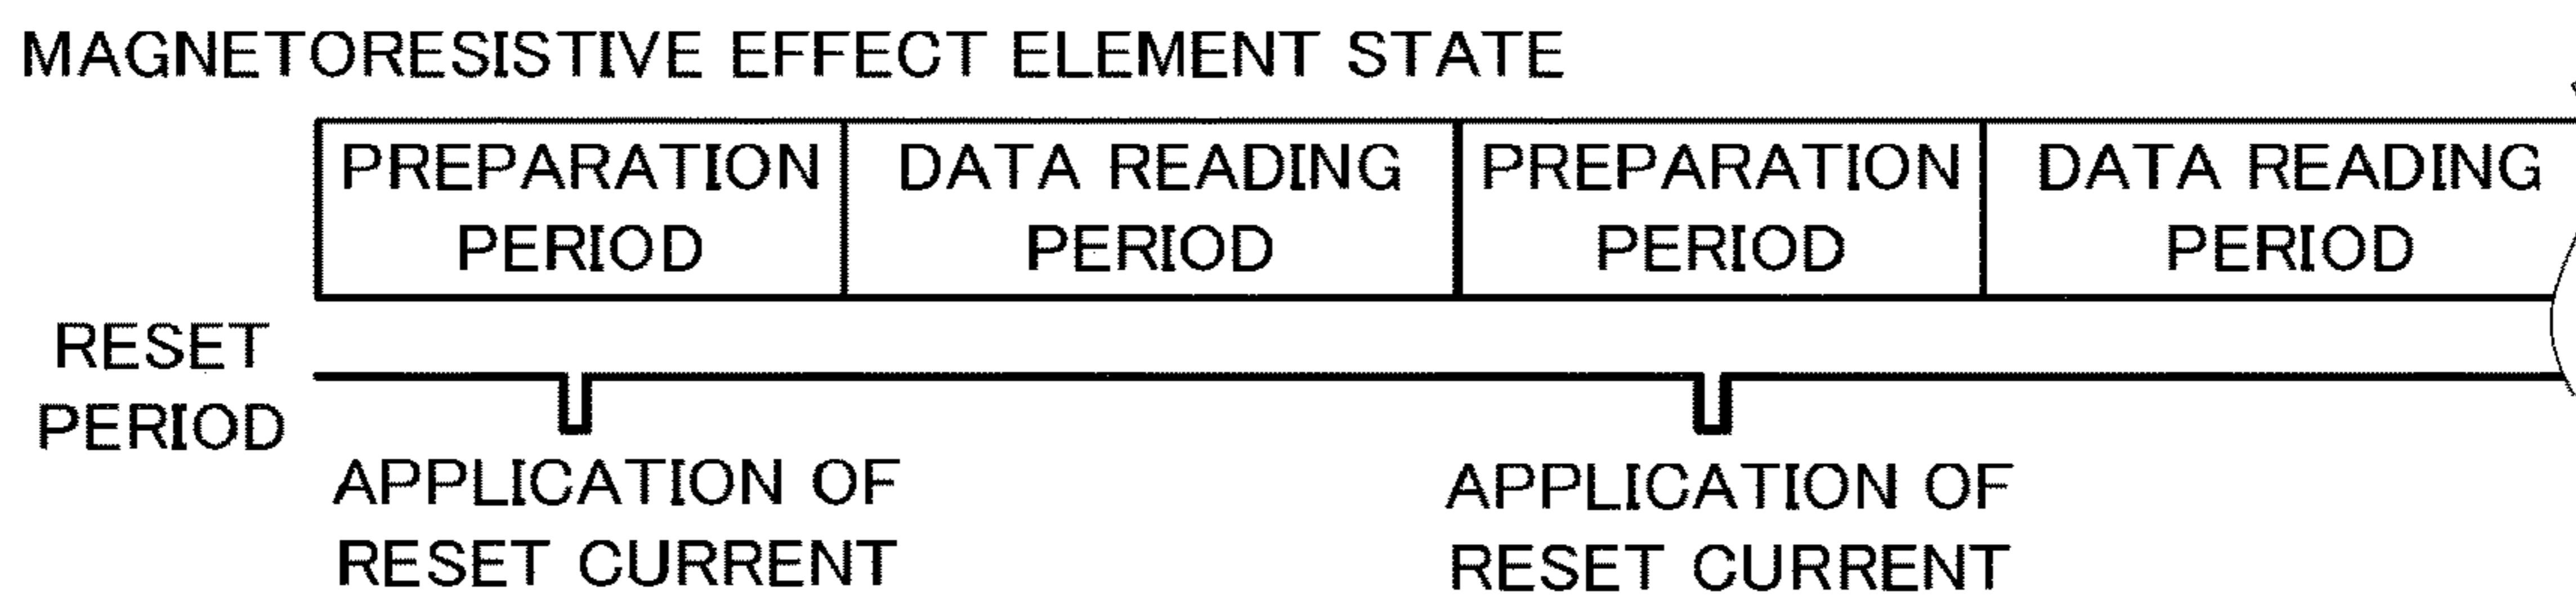 MAGNETORESISTIVE EFFECT ELEMENT STATE
PREPARATION
PERIOD
DATA READING
PERIOD
PREPARATION
PERIOD
DATA READING
PERIOD
RESET
PERIOD
APPLICATION OF
RESET CURRENT
APPLICATION OF
RESET CURRENT